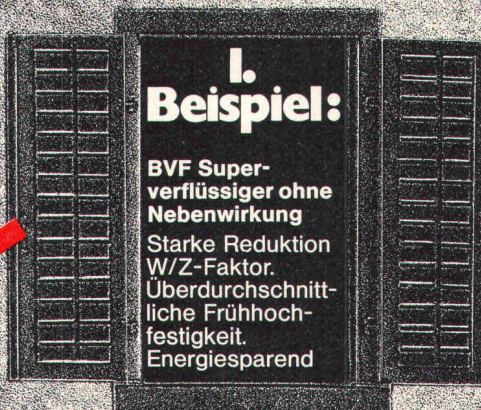 1.
Beispiel:
BVF Super-
verflüssiger ohne
Nebenwirkung
Starke Reduktion
W/Z-Faktor.
Überdurchschnitt-
liche Frühhoch-
festigkeit.
Energiesparend